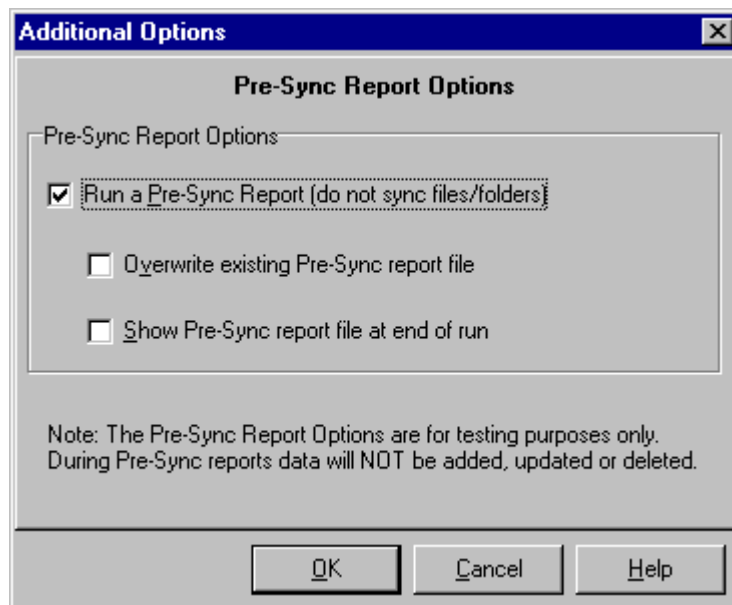 Additional Options
Pre-Sync Report Options
Pre-Sync Report Options
Run a Pre-Sync Report (do not sync files/folders)
Overwrite existing Pre-Sync report file
Show Pre-Sync report file at end of run
Note: The Pre-Sync Report Options are for testing purposes only.
During Pre-Sync reports data will NOT be added, updated or deleted.
OK Cancel Help